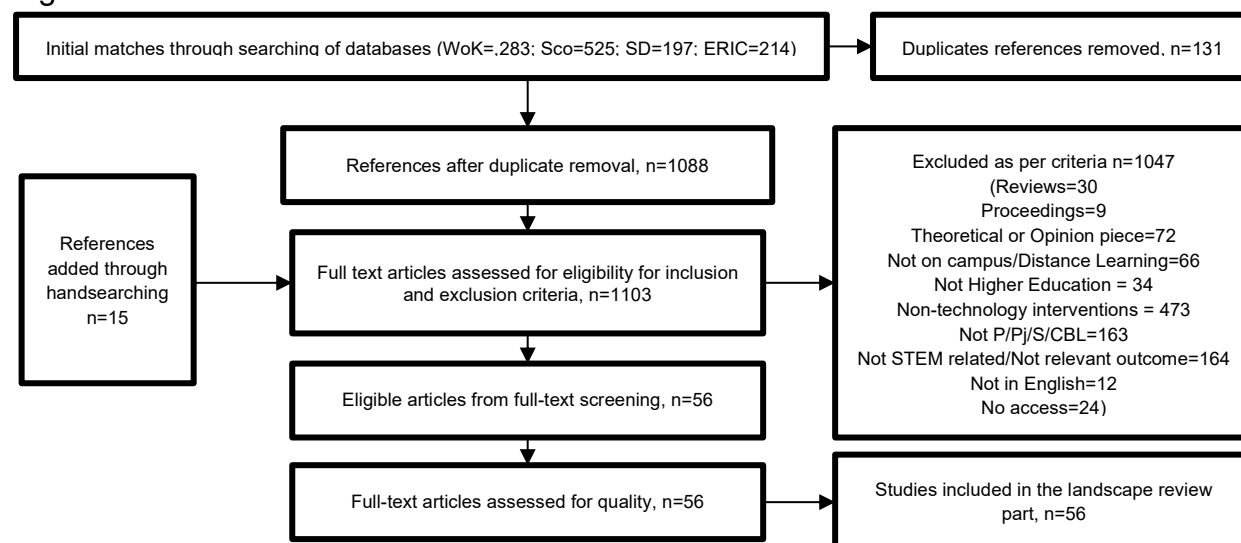 Initial matches through searching of databases (WoK=,283; Sco=525; SD=197; ERIC=214)
Duplicates references removed, n=131
References after duplicate removal, n=1088
References
added through
handsearching
n=15
Full text articles assessed for eligibility for inclusion
and exclusion criteria, n=1103
Excluded as per criteria n=1047
(Reviews=30
Proceedings=9
Theoretical or Opinion piece=72
Not on campus/Distance Learning=66
Not Higher Education = 34
Non-technology interventions = 473
Not P/Pj/S/CBL=163
Not STEM related/Not relevant outcome=164
Not in English=12
No access=24)
Eligible articles from full-text screening, n=56
Full-text articles assessed for quality, n=56
Studies included in the landscape review
part, n=56